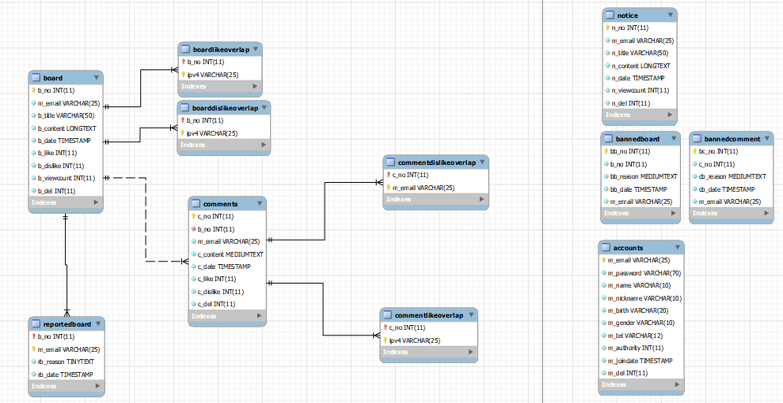 board
b_no INT(11)
m_email VARCHAR(25)
b_title VARCHAR(50)
b_content LONGTEXT
b_date TIMESTAMP
b_like INT(11)
b_dislike INT(11)
b_viewcount INT(11)
b_del INT(11)
Indexes
boardlikeoverlap
b_no INT(11)
ipv4 VARCHAR(25)
Indexes
boarddislikeoverlap
b_no INT(11)
ipv4 VARCHAR(25)
Indexes
comments
c_no INT(11)
b_no INT(11)
m_email VARCHAR(25)
c_content MEDIUMTEXT
c_date TIMESTAMP
c_like INT(11)
c_dislike INT(11)
c_del INT(11)
Indexes
reportedboard
b_no INT(11)
m_email VARCHAR(25)
rb_reason TINYTEXT
rb_date TIMESTAMP
Indexes
commentdislikeoverlap
c_no INT(11)
m_email VARCHAR(25)
Indexes
commentlikeoverlap
c_no INT(11)
ipv4 VARCHAR(25)
Indexes
notice
n_no INT(11)
m_email VARCHAR(25)
n_title VARCHAR(50)
n_content LONGTEXT
n_date TIMESTAMP
n_viewcount INT(11)
n_del INT(11)
Indexes
bannedboard
bb_no INT(11)
b_no INT(11)
bb_reason MEDIUMTEXT
bb_date TIMESTAMP
m_email VARCHAR(25)
Indexes
bannedcomment
bc_no INT(11)
c_no INT(11)
cb_reason MEDIUMTEXT
cb_date TIMESTAMP
m_email VARCHAR(25)
Indexes
accounts
m_email VARCHAR(25)
m_password VARCHAR(70)
m_name VARCHAR(10)
m_nickname VARCHAR(10)
m_birth VARCHAR(20)
m_gender VARCHAR(10)
m_tel VARCHAR(12)
m_authority INT(11)
m_joindate TIMESTAMP
m_del INT(11)
Indexes